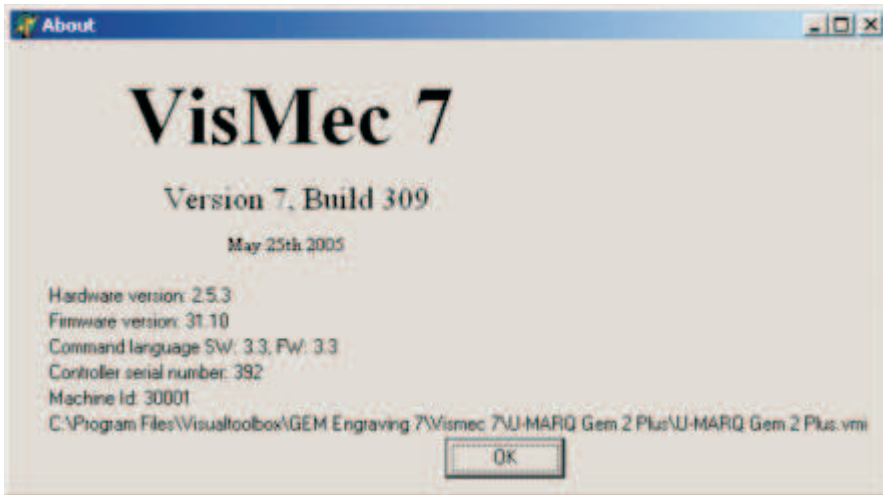 About
VisMec 7
Version 7, Build 309
May 25th 2005
Hardware version: 2.5.3
Firmware version: 31.10
Command language SW: 3.3, FW: 3.3
Controller serial number: 392
Machine Id: 30001
C:\Program Files\Visualtoolbox\GEM Engraving 7\Vismec 7\U-MARQ Gem 2 Plus\U-MARQ Gem 2 Plus.vmi
OK